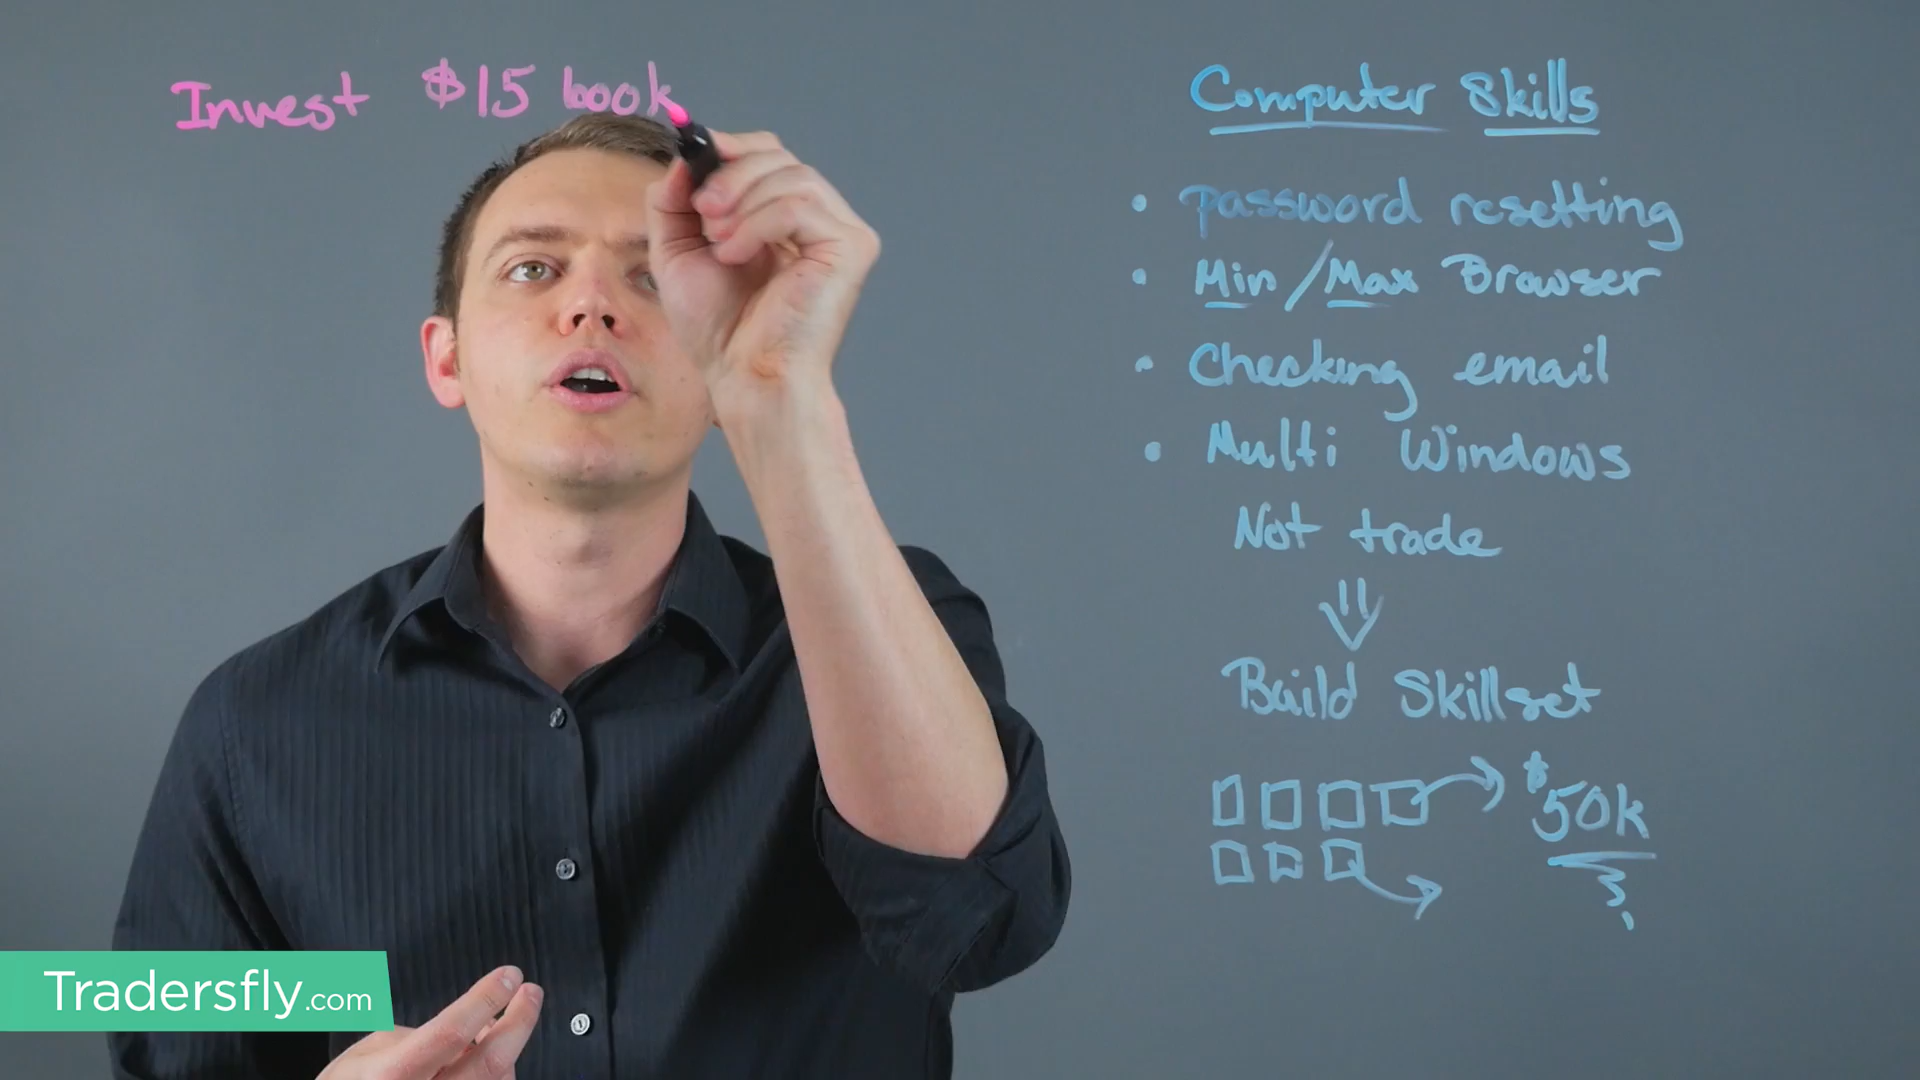 Invest $15 book
Computer Skills
• password resetting
• Min/Max Browser
• Checking email
• Multi Windows
Not trade
Build Skillset
$50k
Tradersfly.com